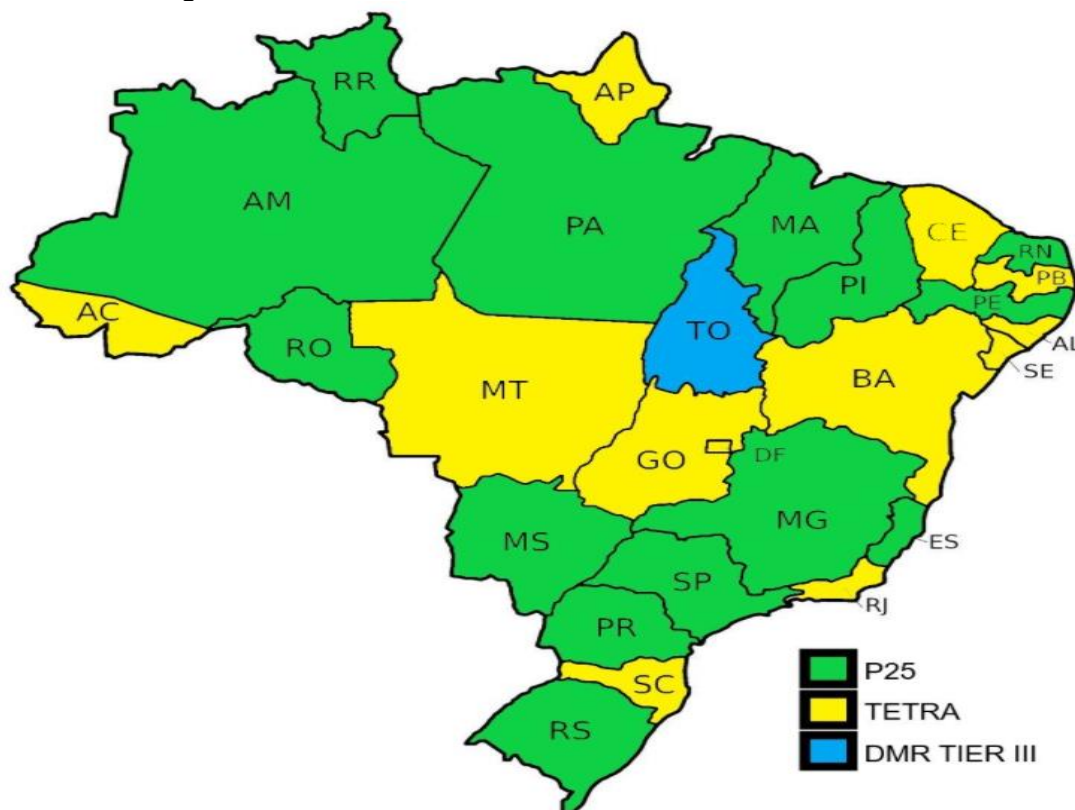 RR
AP
AM
PA
MA
CE
RN
PB
PI
PE
AC
TO
AL
RO
SE
MT
BA
GO
DF
MG
MS
ES
SP
RJ
PR
SC
RS
P25
TETRA
DMR TIER III